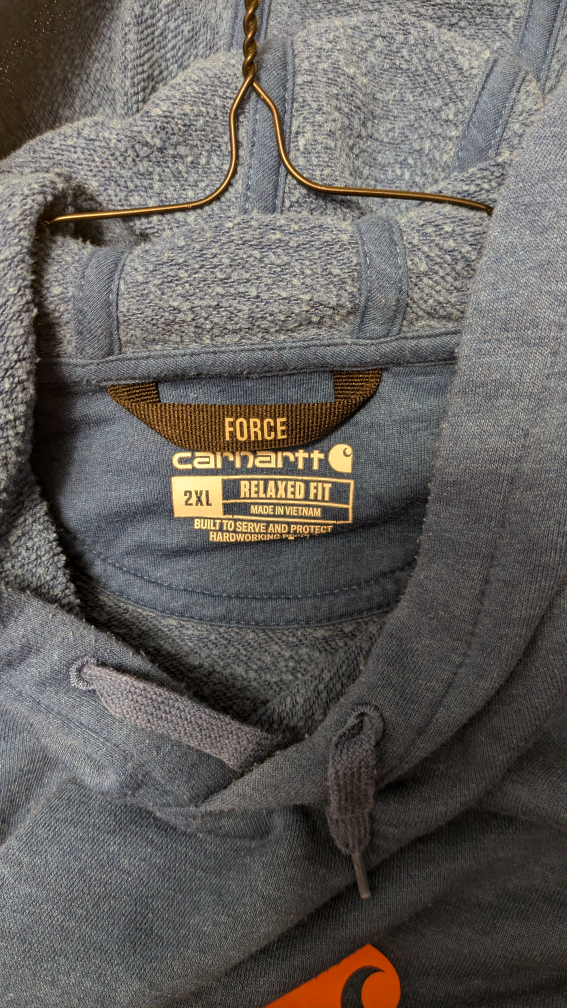 FORCE
carhartt
2XL RELAXED FIT
MADE IN VIETNAM
BUILT TO SERVE AND PROTECT
HARDWORKING